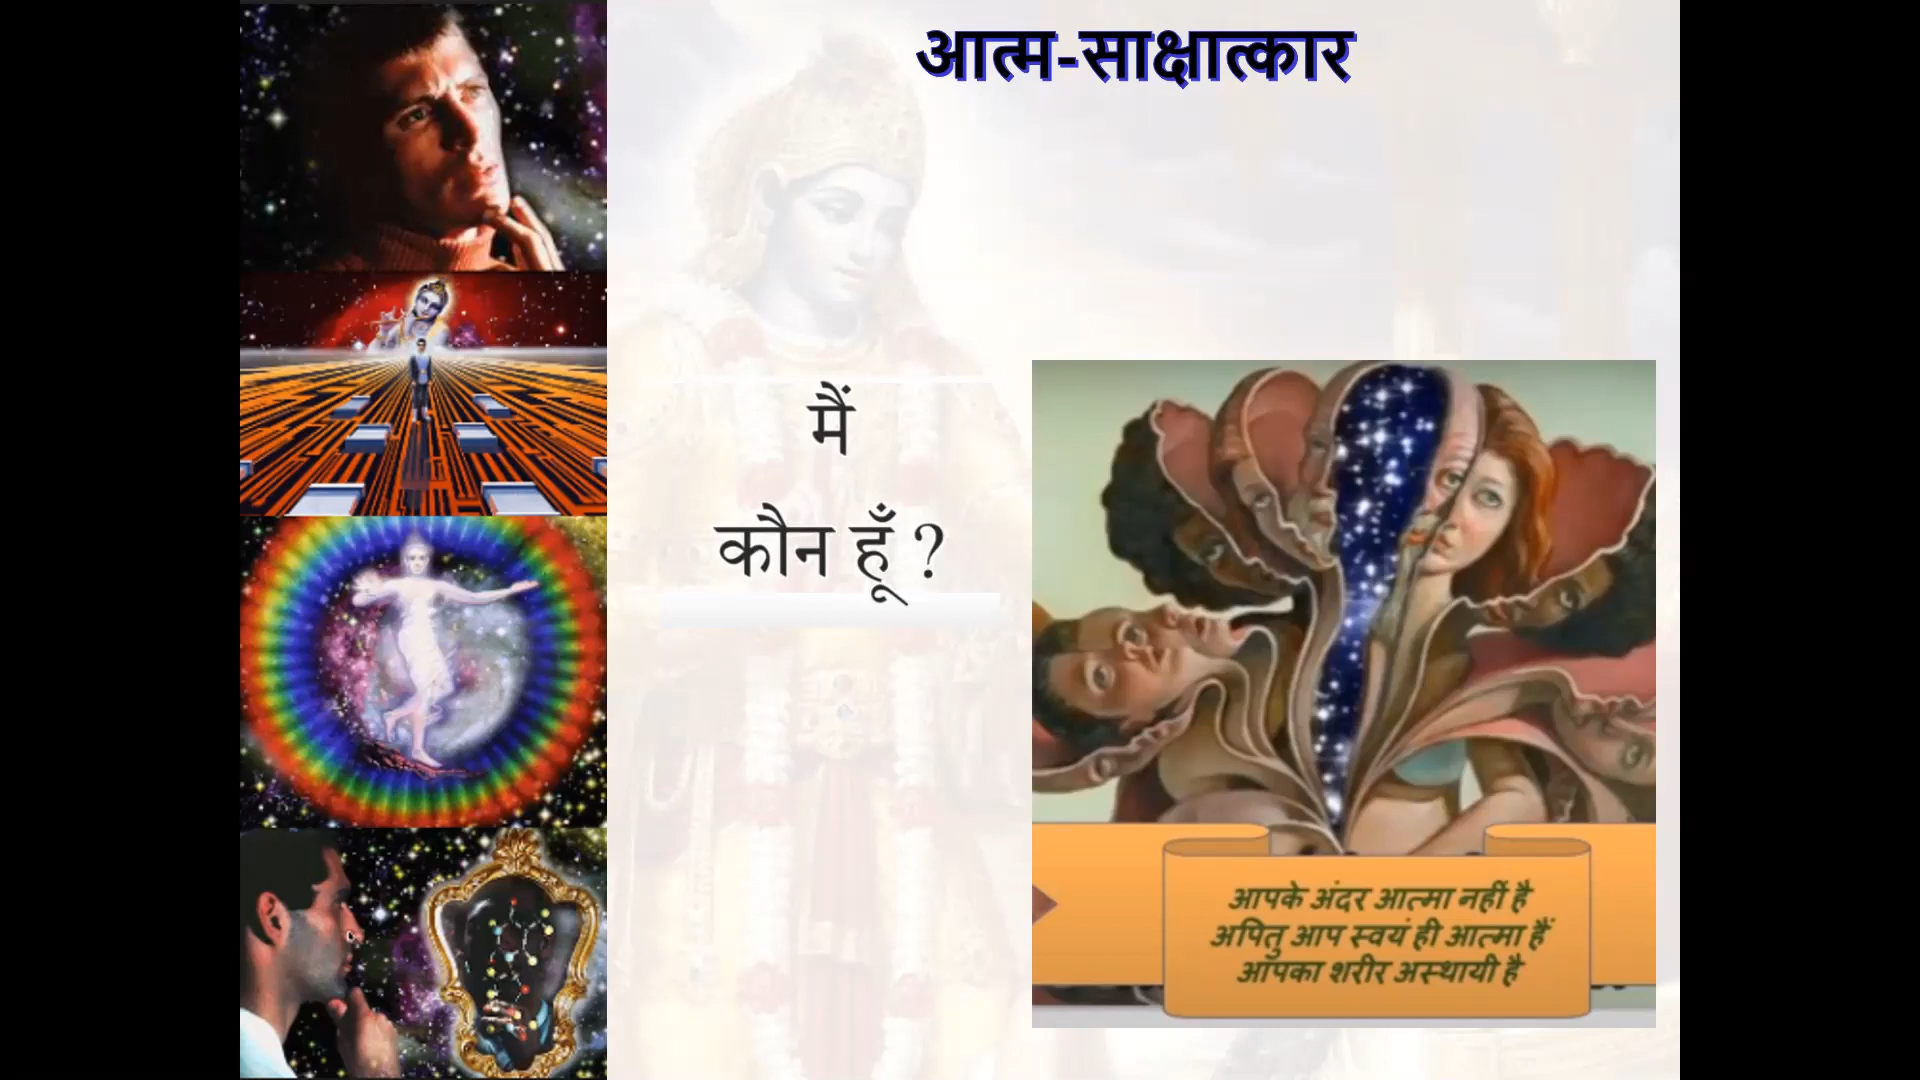 आत्म-साक्षात्कार
मैं
कौन हूँ ?
आपके अंदर आत्मा नहीं है
अपितु आप स्वयं ही आत्मा हैं
आपका शरीर अस्थायी है